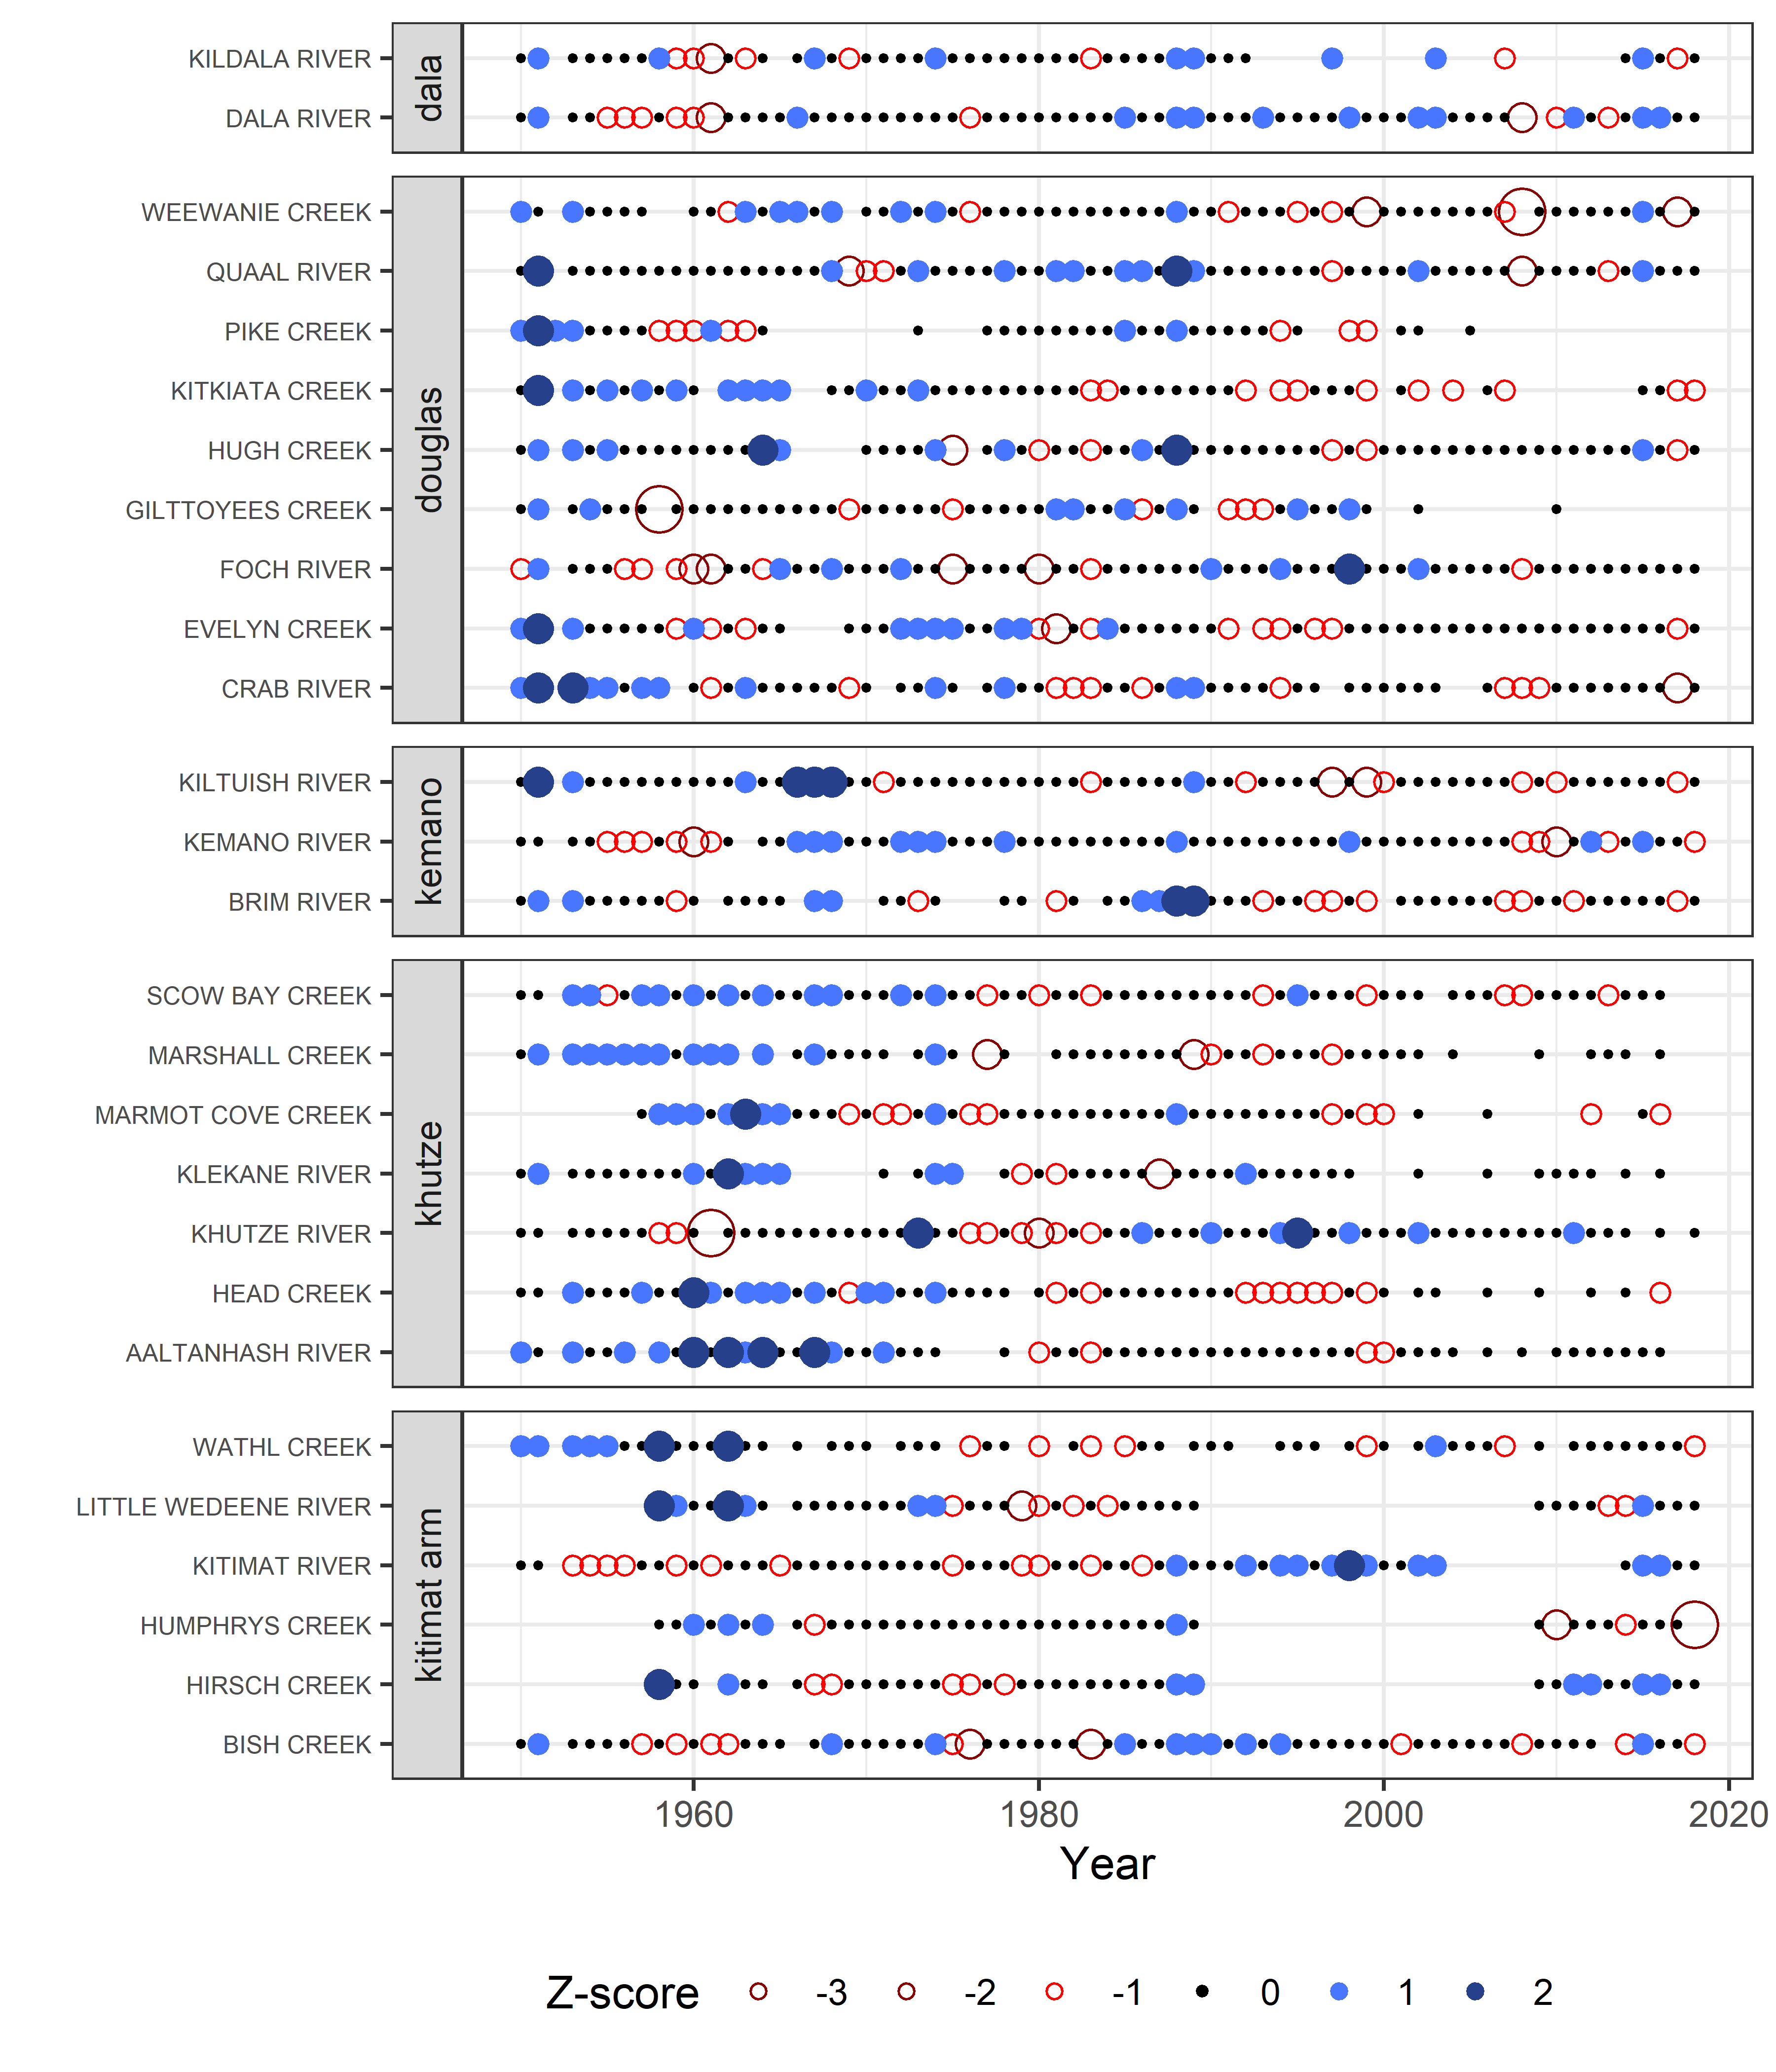 dala
KILDALA RIVER
DALA RIVER
douglas
WEEWANIE CREEK
QUAAL RIVER
PIKE CREEK
KITKIATA CREEK
HUGH CREEK
GILTTOYEES CREEK
FOCH RIVER
EVELYN CREEK
CRAB RIVER
kemano
KILTUISH RIVER
KEMANO RIVER
BRIM RIVER
khutze
SCOW BAY CREEK
MARSHALL CREEK
MARMOT COVE CREEK
KLEKANE RIVER
KHUTZE RIVER
HEAD CREEK
AALTANHASH RIVER
kitimat arm
WATHL CREEK
LITTLE WEDEENE RIVER
KITIMAT RIVER
HUMPHRYS CREEK
HIRSCH CREEK
BISH CREEK
1960 1980 2000 2020
Year
Z-score -3 -2 -1 0 1 2